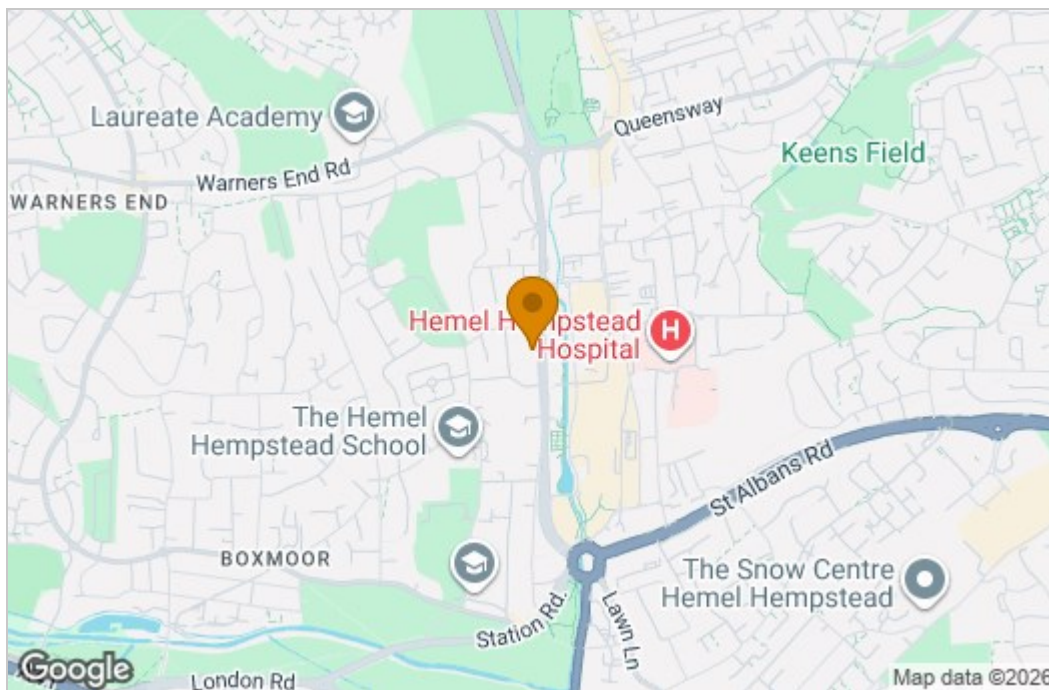 Laureate Academy
Queensway
Keens Field
Warners End Rd
WARNERS END
Hemel Hempstead
Hospital
H
The Hemel
Hempstead School
St Albans Rd
BOXMOOR
The Snow Centre
Hemel Hempstead
Station Rd.
Lawn Ln
London Rd
Google
Map data ©2026